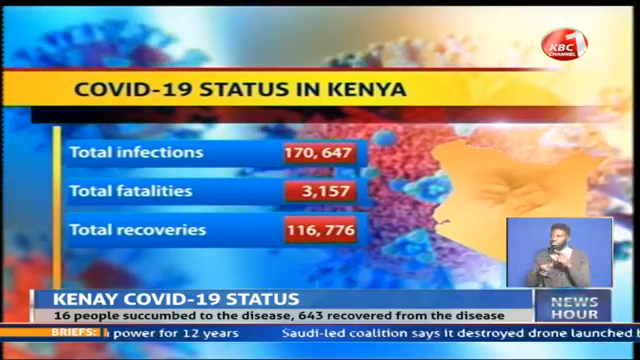 KBC 1
CHANNEL
COVID-19 STATUS IN KENYA
Total infections 170,647
Total fatalities 3,157
Total recoveries 116,776
KENAY COVID-19 STATUS
16 people succumbed to the disease, 643 recovered from the disease
NEWS
HOUR
BRIEFS: power for 12 years Saudi-led coalition says it destroyed drone launched b